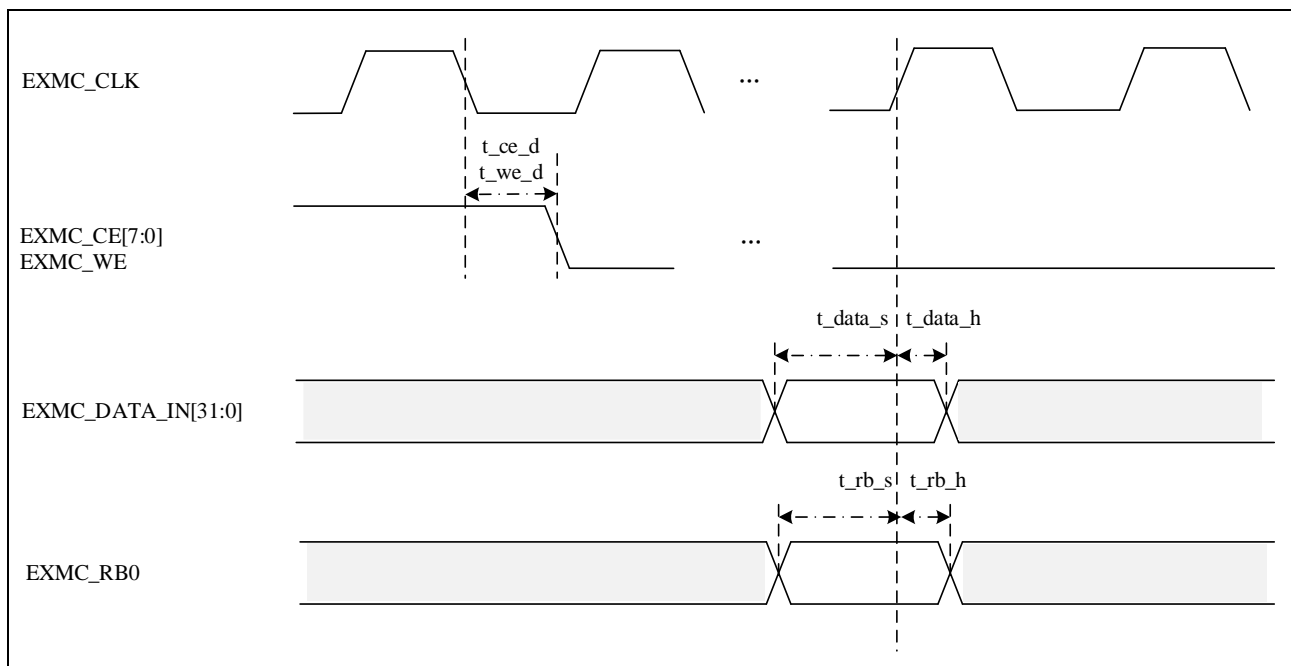 EXMC_CLK
...
t_ce_d
t_we_d
EXMC_CE[7:0]
EXMC_WE
...
t_data_s t_data_h
EXMC_DATA_IN[31:0]
t_rb_s t_rb_h
EXMC_RB0